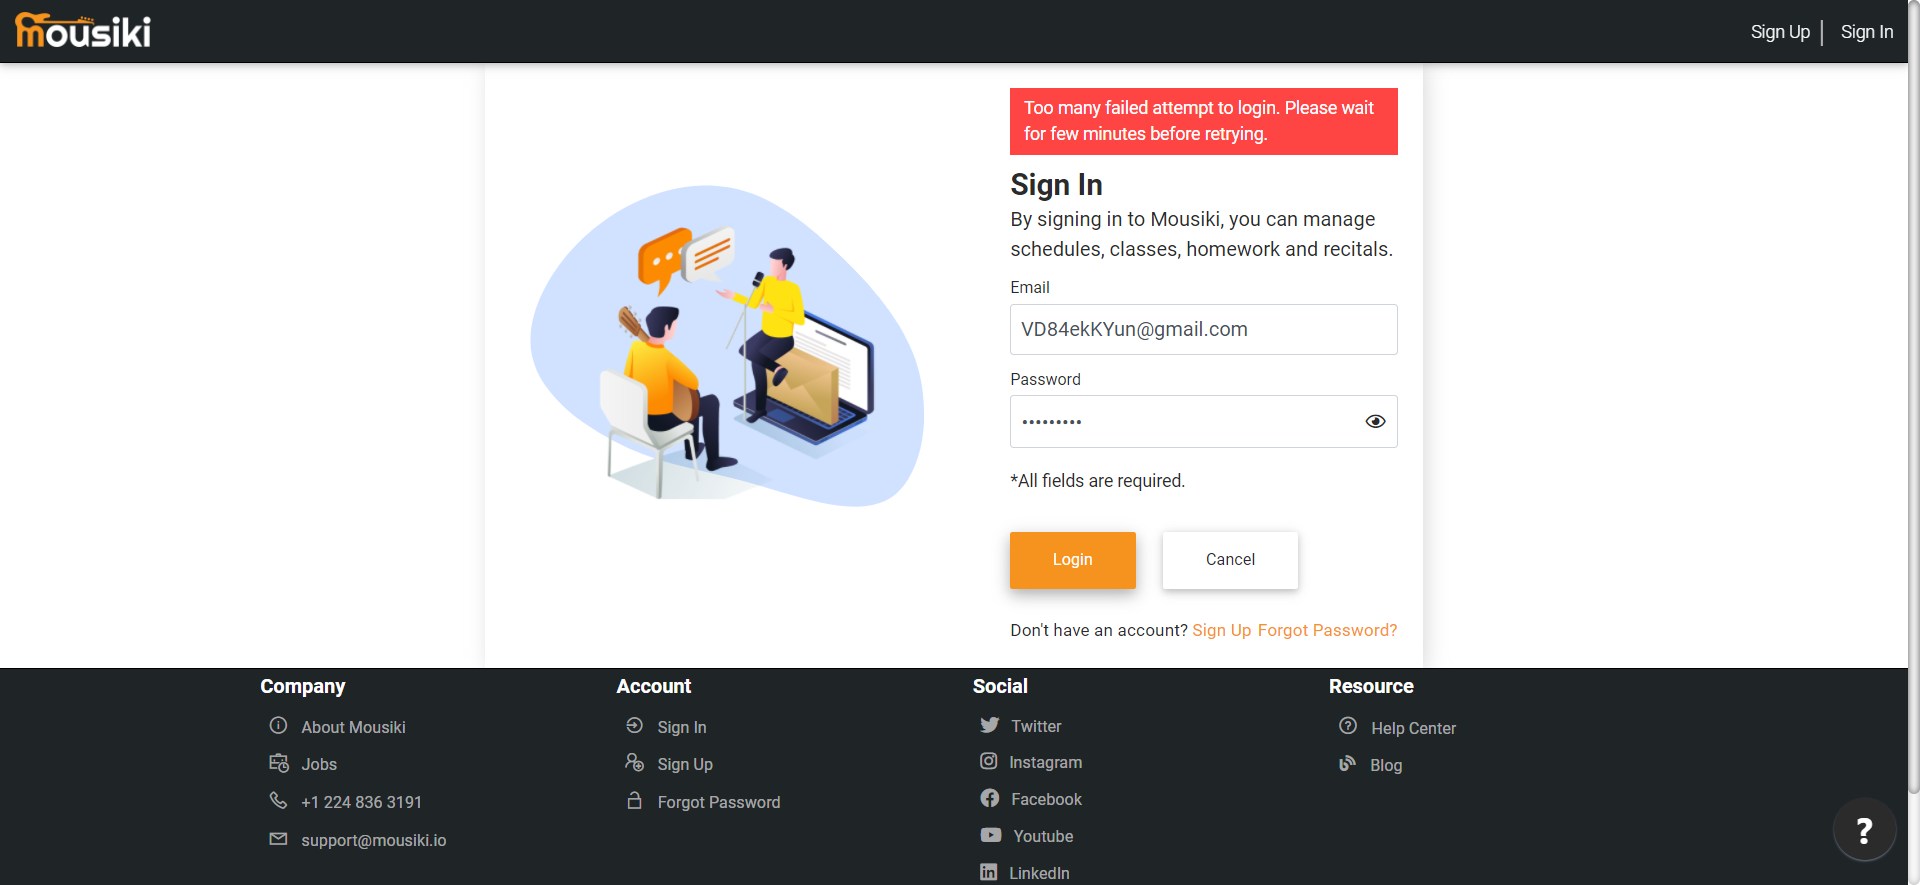 mousiki
Sign Up
Sign In
Too many failed attempt to login. Please wait
for few minutes before retrying.
Sign In
By signing in to Mousiki, you can manage
schedules, classes, homework and recitals.
Email
VD84ekKYun@gmail.com
Password
•••••••••
*All fields are required.
Login
Cancel
Don't have an account? Sign Up Forgot Password?
Company
About Mousiki
Jobs
+1 224 836 3191
support@mousiki.io
Account
Sign In
Sign Up
Forgot Password
Social
Twitter
Instagram
Facebook
Youtube
LinkedIn
Resource
Help Center
Blog
?